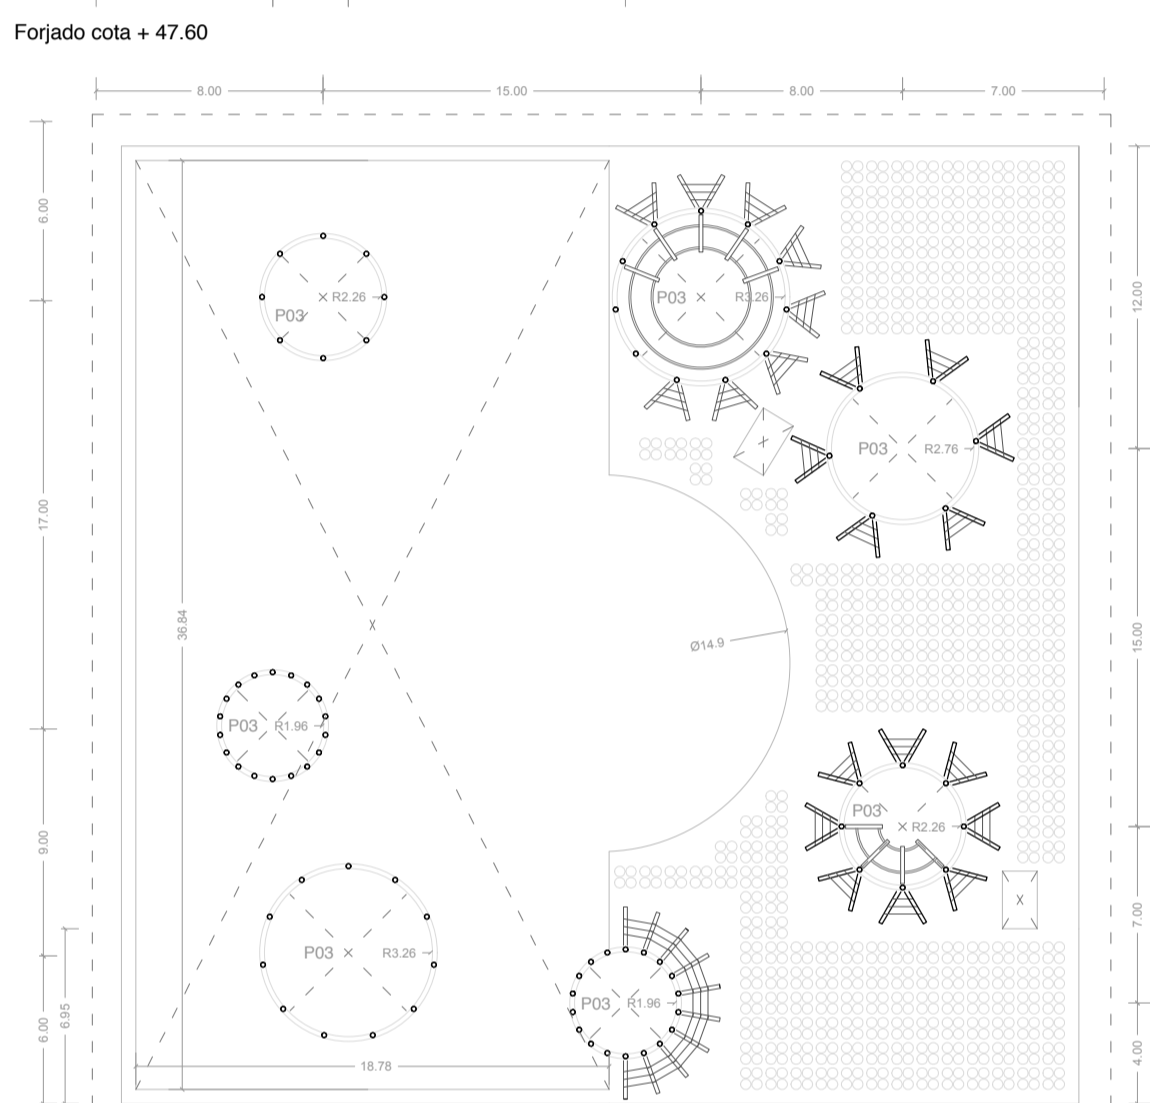 Forjado cota + 47.60
8.00
15.00
8.00
7.00
6.00
12.00
P03
R2.26
P03
R3.26
P03
R2.76
17.00
36.84
Ø14.9
15.00
P03
R1.96
P03
R2.26
9.00
7.00
P03
R3.26
P03
R1.96
6.00
6.95
4.00
18.78